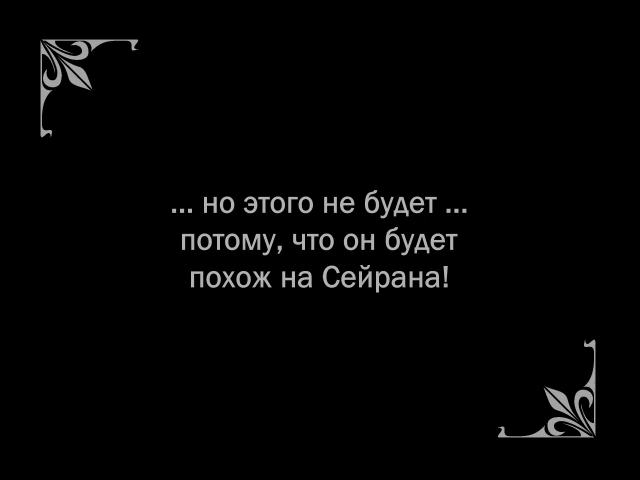 ... но этого не будет ...
потому, что он будет
похож на Сейрана!